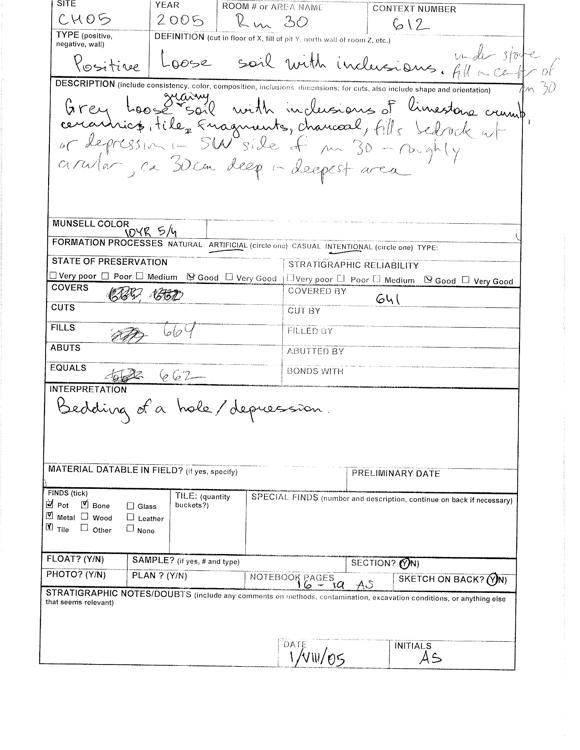 SITE YEAR ROOM # or AREA NAME CONTEXT NUMBER
CH05 2005 Rm 30 612
TYPE (positive, negative, wall) DEFINITION (cut in floor of X, fill of pit Y, north wall of room Z, etc.)
Positive Loose soil with inclusions. under stove
fill in center of
rm 30
DESCRIPTION (include consistency, color, composition, inclusions, dimensions; for cuts, also include shape and orientation)
Grey Loose grainy soil with inclusions of limestone crumb,
ceramics, tile, fragments, charcoal, fills bedrock cut
or depression in SW side of rm 30 - roughly
circular, ca 30cm deep in deepest area
MUNSELL COLOR
10YR 5/4
FORMATION PROCESSES NATURAL ARTIFICIAL (circle one) CASUAL INTENTIONAL (circle one) TYPE:
STATE OF PRESERVATION STRATIGRAPHIC RELIABILITY
Very poor Poor Medium Good Very Good Very poor Poor Medium Good Very Good
COVERS COVERED BY 641
CUTS CUT BY
FILLS 664 FILLED BY
ABUTS ABUTTED BY
EQUALS 662 BONDS WITH
INTERPRETATION
Bedding of a hole/depression.
MATERIAL DATABLE IN FIELD? (if yes, specify) PRELIMINARY DATE
FINDS (tick) TILE: (quantity buckets?) SPECIAL FINDS (number and description, continue on back if necessary)
Pot Bone Glass
Metal Wood Leather
Tile Other None
FLOAT? (Y/N) SAMPLE? (if yes, # and type) SECTION? (Y/N)
PHOTO? (Y/N) PLAN? (Y/N) NOTEBOOK PAGES 16-19 AS SKETCH ON BACK? (Y/N)
STRATIGRAPHIC NOTES/DOUBTS (include any comments on methods, contamination, excavation conditions, or anything else
that seems relevant)
DATE INITIALS
1/VIII/05 AS